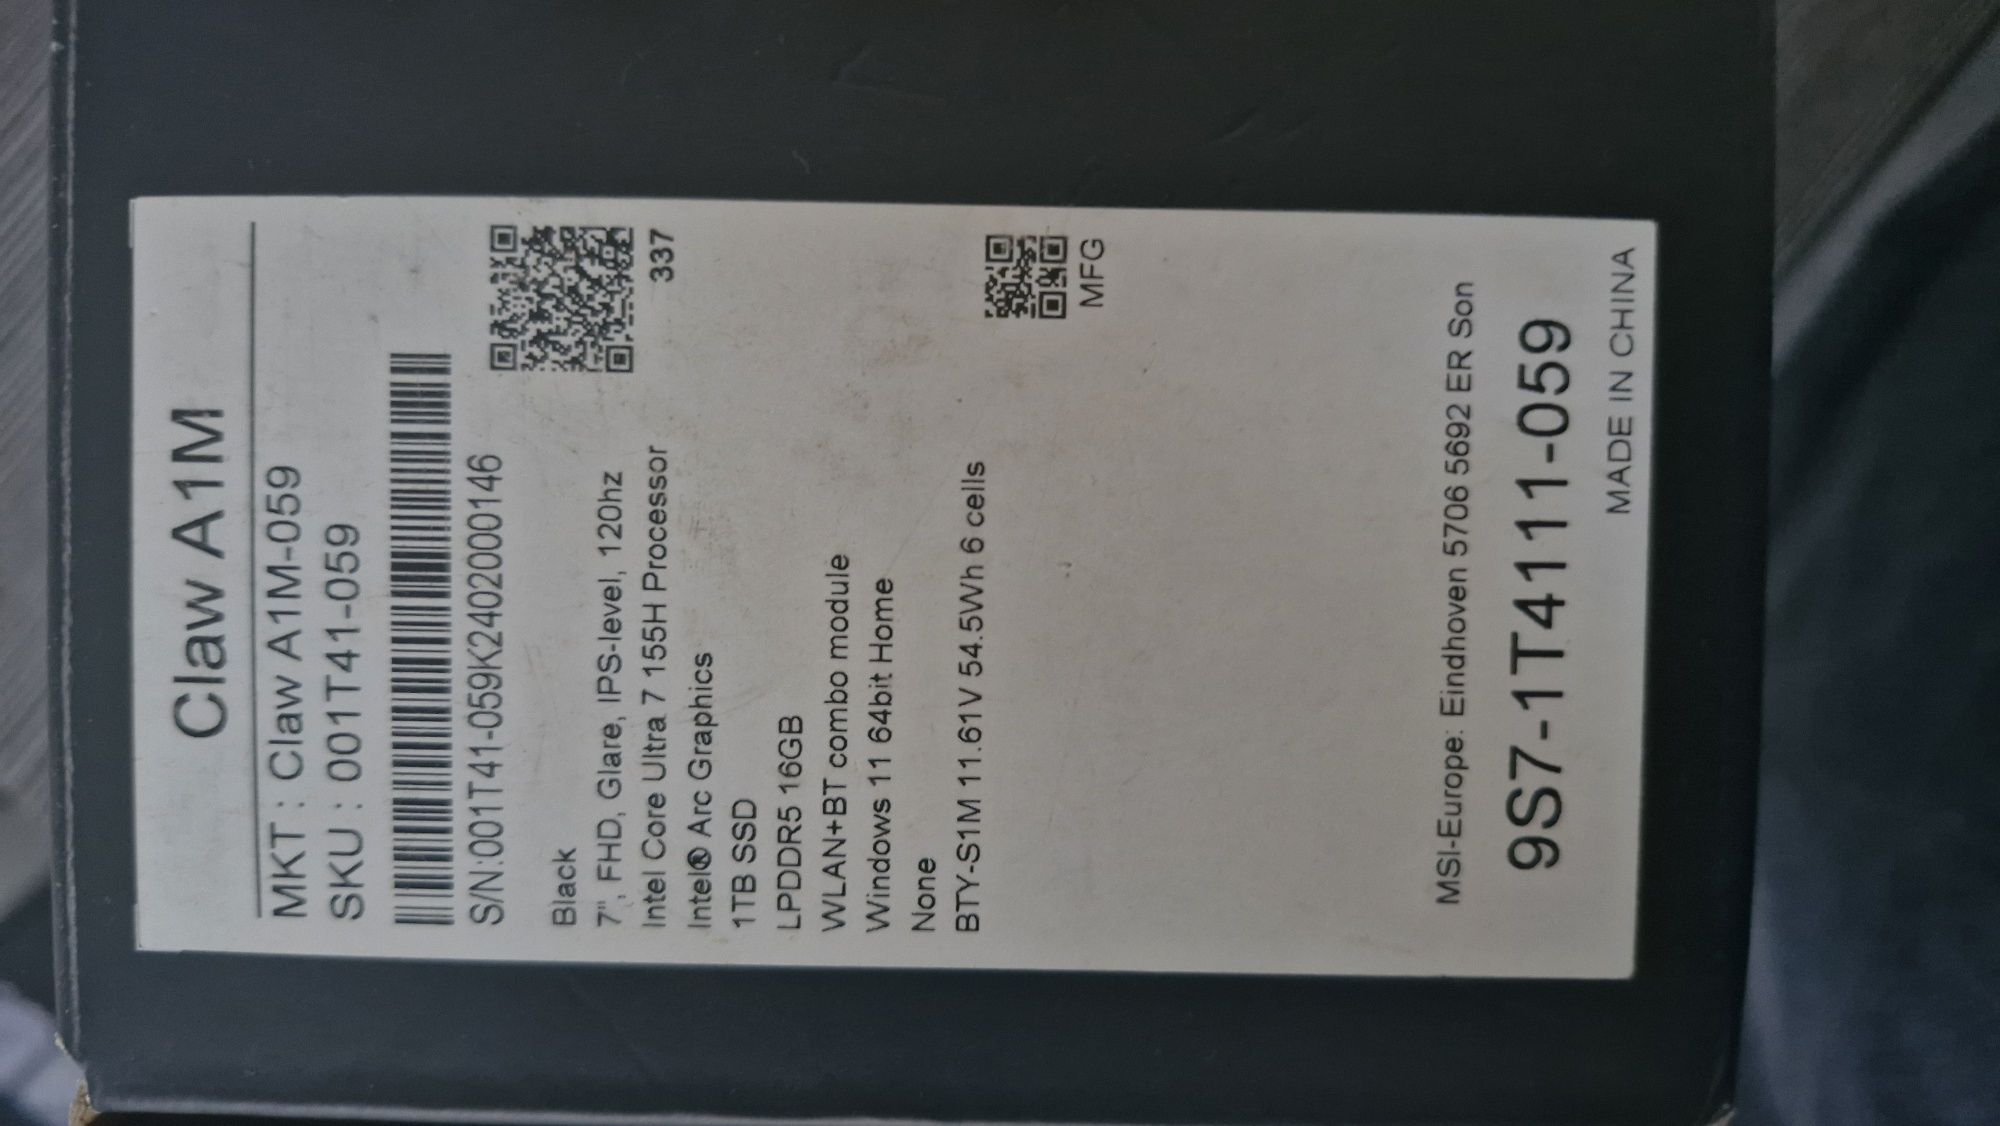 Claw A1M
MKT : Claw A1M-059
SKU : 001T41-059
S/N:001T41-059K2402000146
Black
7", FHD, Glare, IPS-level, 120hz
Intel Core Ultra 7 155H Processor
337
Intel® Arc Graphics
1TB SSD
LPDDR5 16GB
WLAN+BT combo module
Windows 11 64bit Home
None
BTY-S1M 11.61V 54.5Wh 6 cells
MFG
MSI-Europe: Eindhoven 5706 5692 ER Son
9S7-1T4111-059
MADE IN CHINA